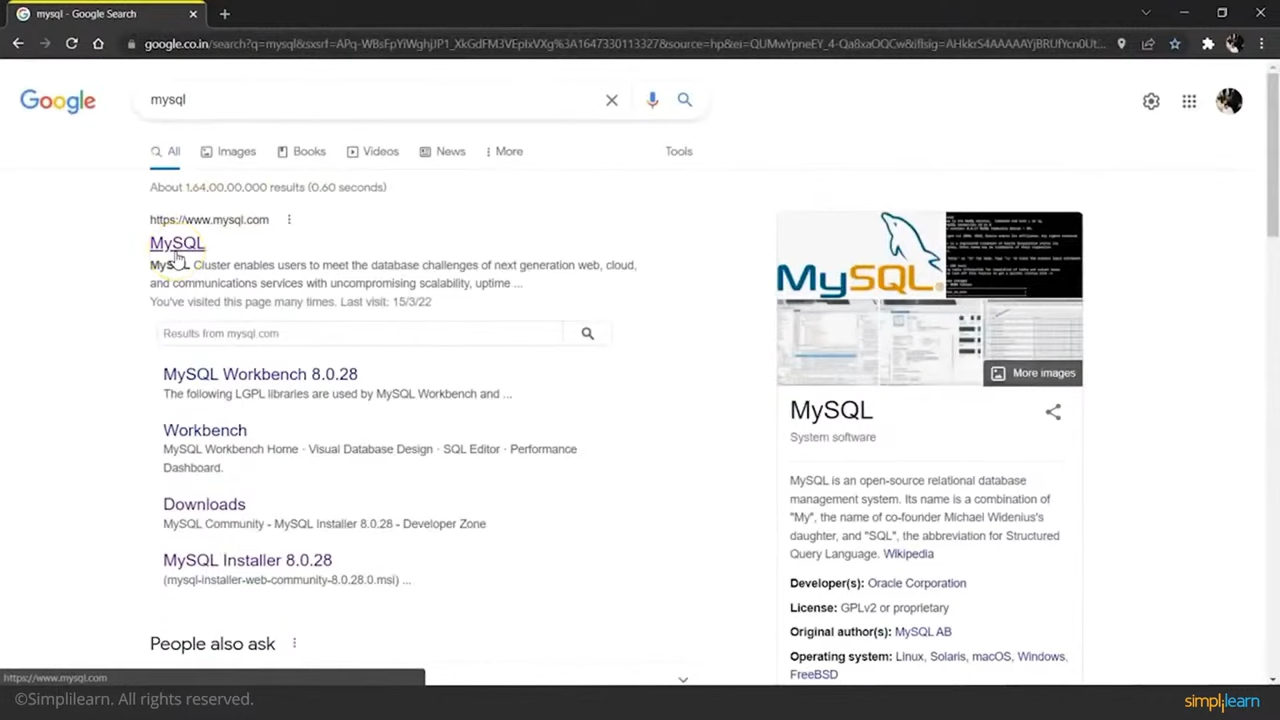 mysql - Google Search
google.co.in/search?q=mysql&sxsrf=APq-WBsFpYiWghJJP1_XkGdFM3VEpIxVXg%3A1647330113327&source=hp&ei=QUMwYpneEY_4-Qa8xaOQCw&iflsig=AHkkrS4AAAAAYjBRUfYcn0Ut...
Google
mysql
All Images Books Videos News More Tools
About 1,64,00,00,000 results (0.60 seconds)
https://www.mysql.com
MySQL
MySQL Cluster enables users to meet the database challenges of next generation web, cloud,
and communications services with uncompromising scalability, uptime ...
You've visited this page many times. Last visit: 15/3/22
Results from mysql.com
MySQL Workbench 8.0.28
The following LGPL libraries are used by MySQL Workbench and ...
Workbench
MySQL Workbench Home · Visual Database Design · SQL Editor · Performance
Dashboard.
Downloads
MySQL Community - MySQL Installer 8.0.28 - Developer Zone
MySQL Installer 8.0.28
(mysql-installer-web-community-8.0.28.0.msi) ...
People also ask
MySQL
More images
MySQL
System software
MySQL is an open-source relational database
management system. Its name is a combination of
"My", the name of co-founder Michael Widenius's
daughter, and "SQL", the abbreviation for Structured
Query Language. Wikipedia
Developer(s): Oracle Corporation
License: GPLv2 or proprietary
Original author(s): MySQL AB
Operating system: Linux, Solaris, macOS, Windows,
FreeBSD
https://www.mysql.com
©Simplilearn. All rights reserved.
simplilearn